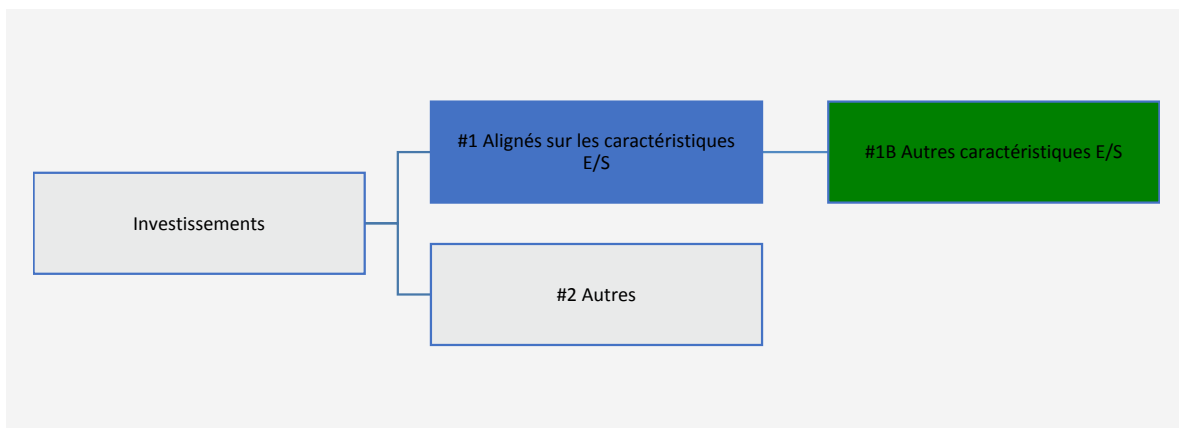 #1 Alignés sur les caractéristiques
E/S
#1B Autres caractéristiques E/S
Investissements
#2 Autres